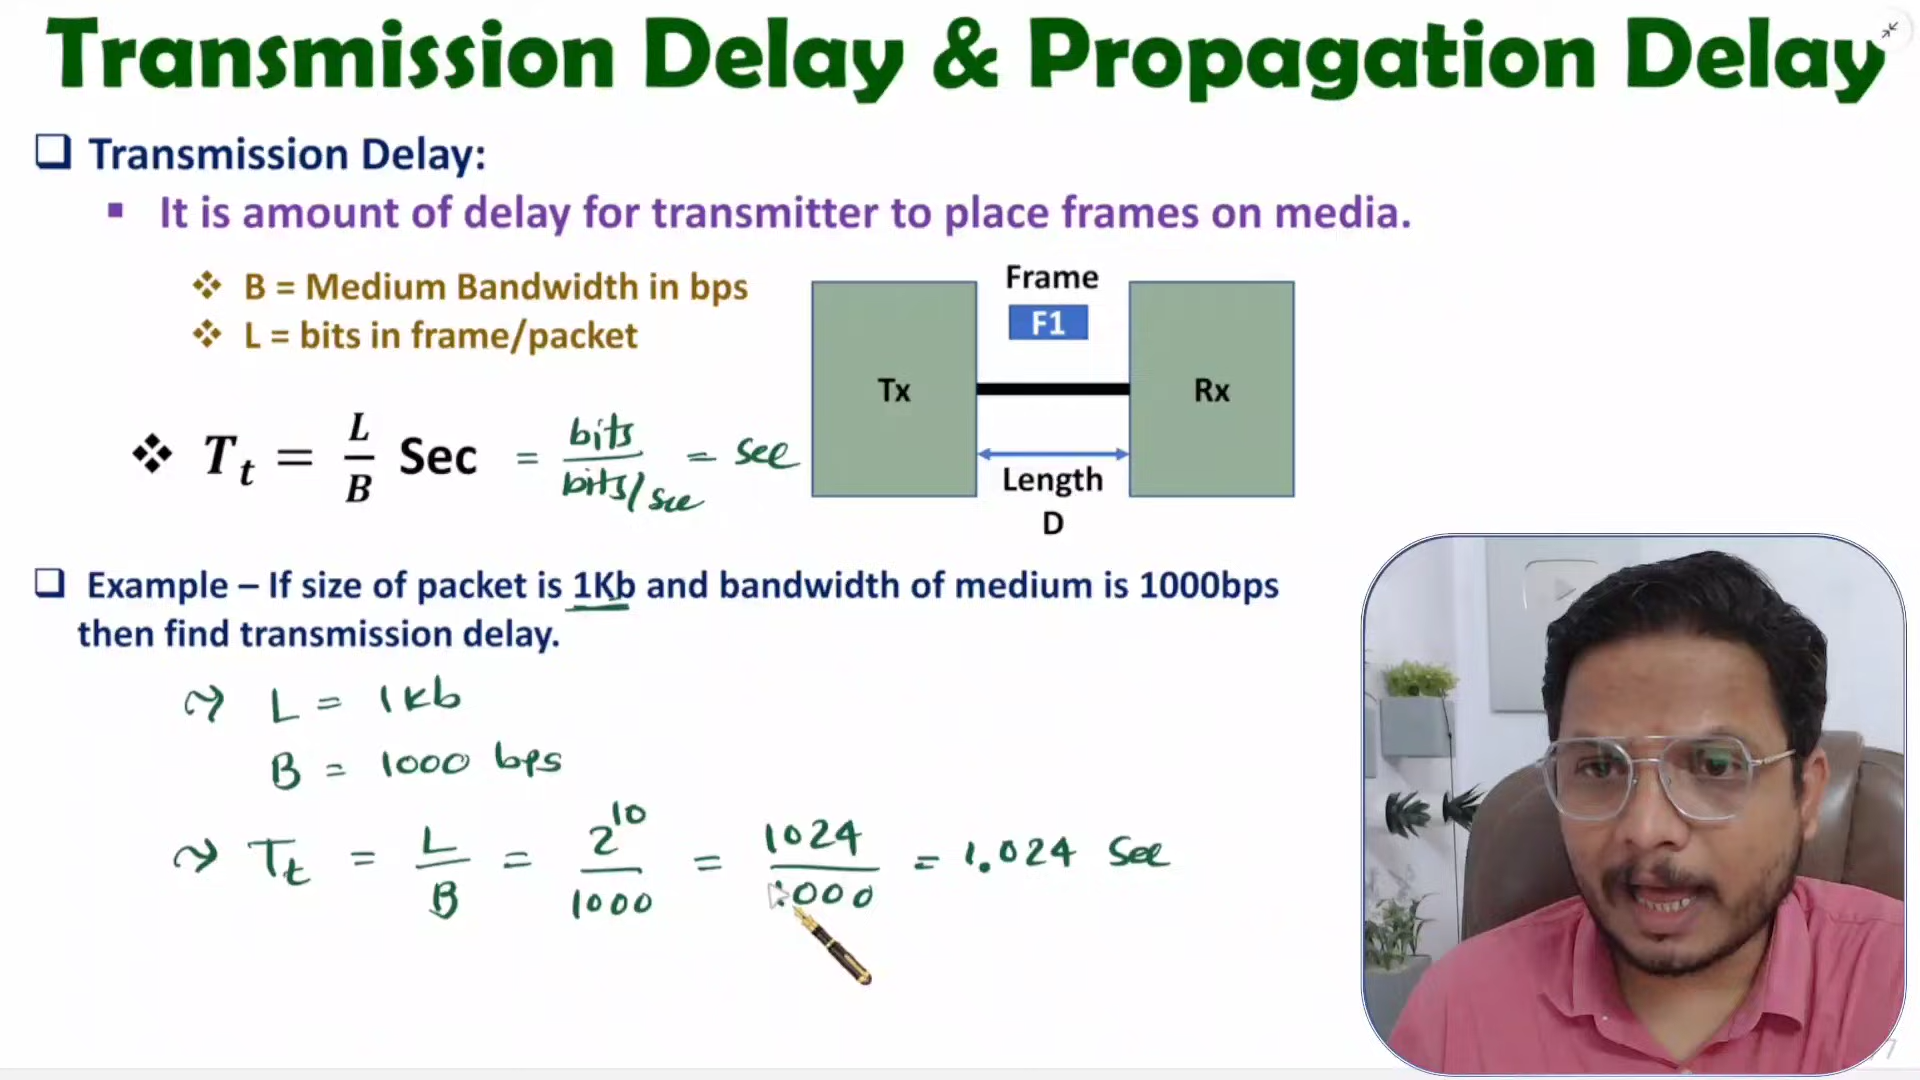 Transmission Delay & Propagation Delay
❑ Transmission Delay:
▪ It is amount of delay for transmitter to place frames on media.
❖ B = Medium Bandwidth in bps
❖ L = bits in frame/packet
Frame
F1
Tx
Rx
Length
D
❖ T_t = L/B Sec = bits / bits/sec = sec
❑ Example – If size of packet is 1Kb and bandwidth of medium is 1000bps
then find transmission delay.
L = 1kb
B = 1000 bps
T_t = L/B = 2^10/1000 = 1024/1000 = 1.024 sec